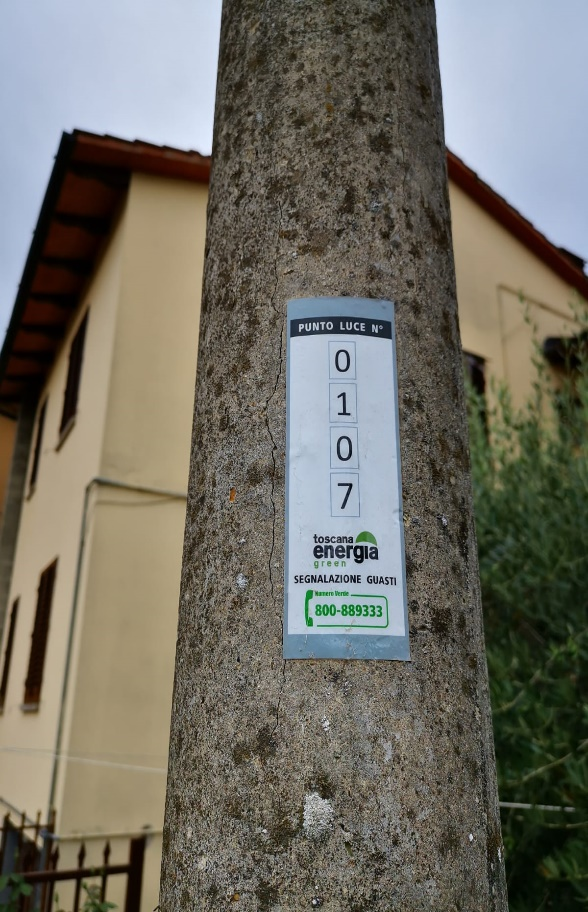 PUNTO LUCE N°
0
1
0
7
toscana
energia
green
SEGNALAZIONE GUASTI
Numero Verde
800-889333